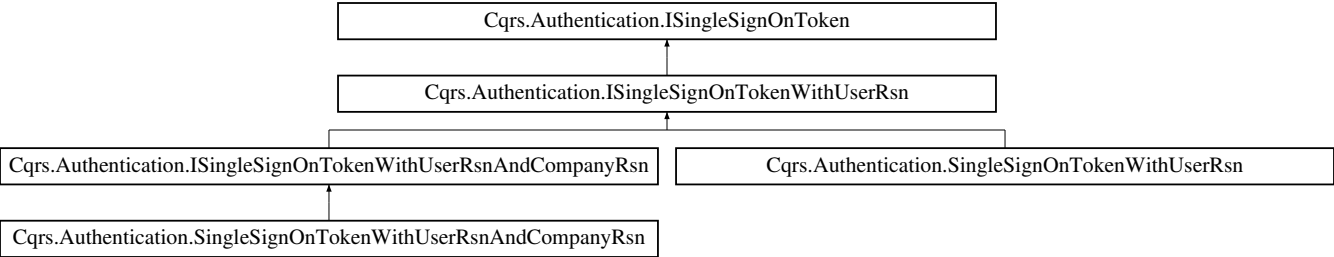 Cqrs.Authentication.ISingleSignOnToken
Cqrs.Authentication.ISingleSignOnTokenWithUserRsn
Cqrs.Authentication.ISingleSignOnTokenWithUserRsnAndCompanyRsn
Cqrs.Authentication.SingleSignOnTokenWithUserRsn
Cqrs.Authentication.SingleSignOnTokenWithUserRsnAndCompanyRsn